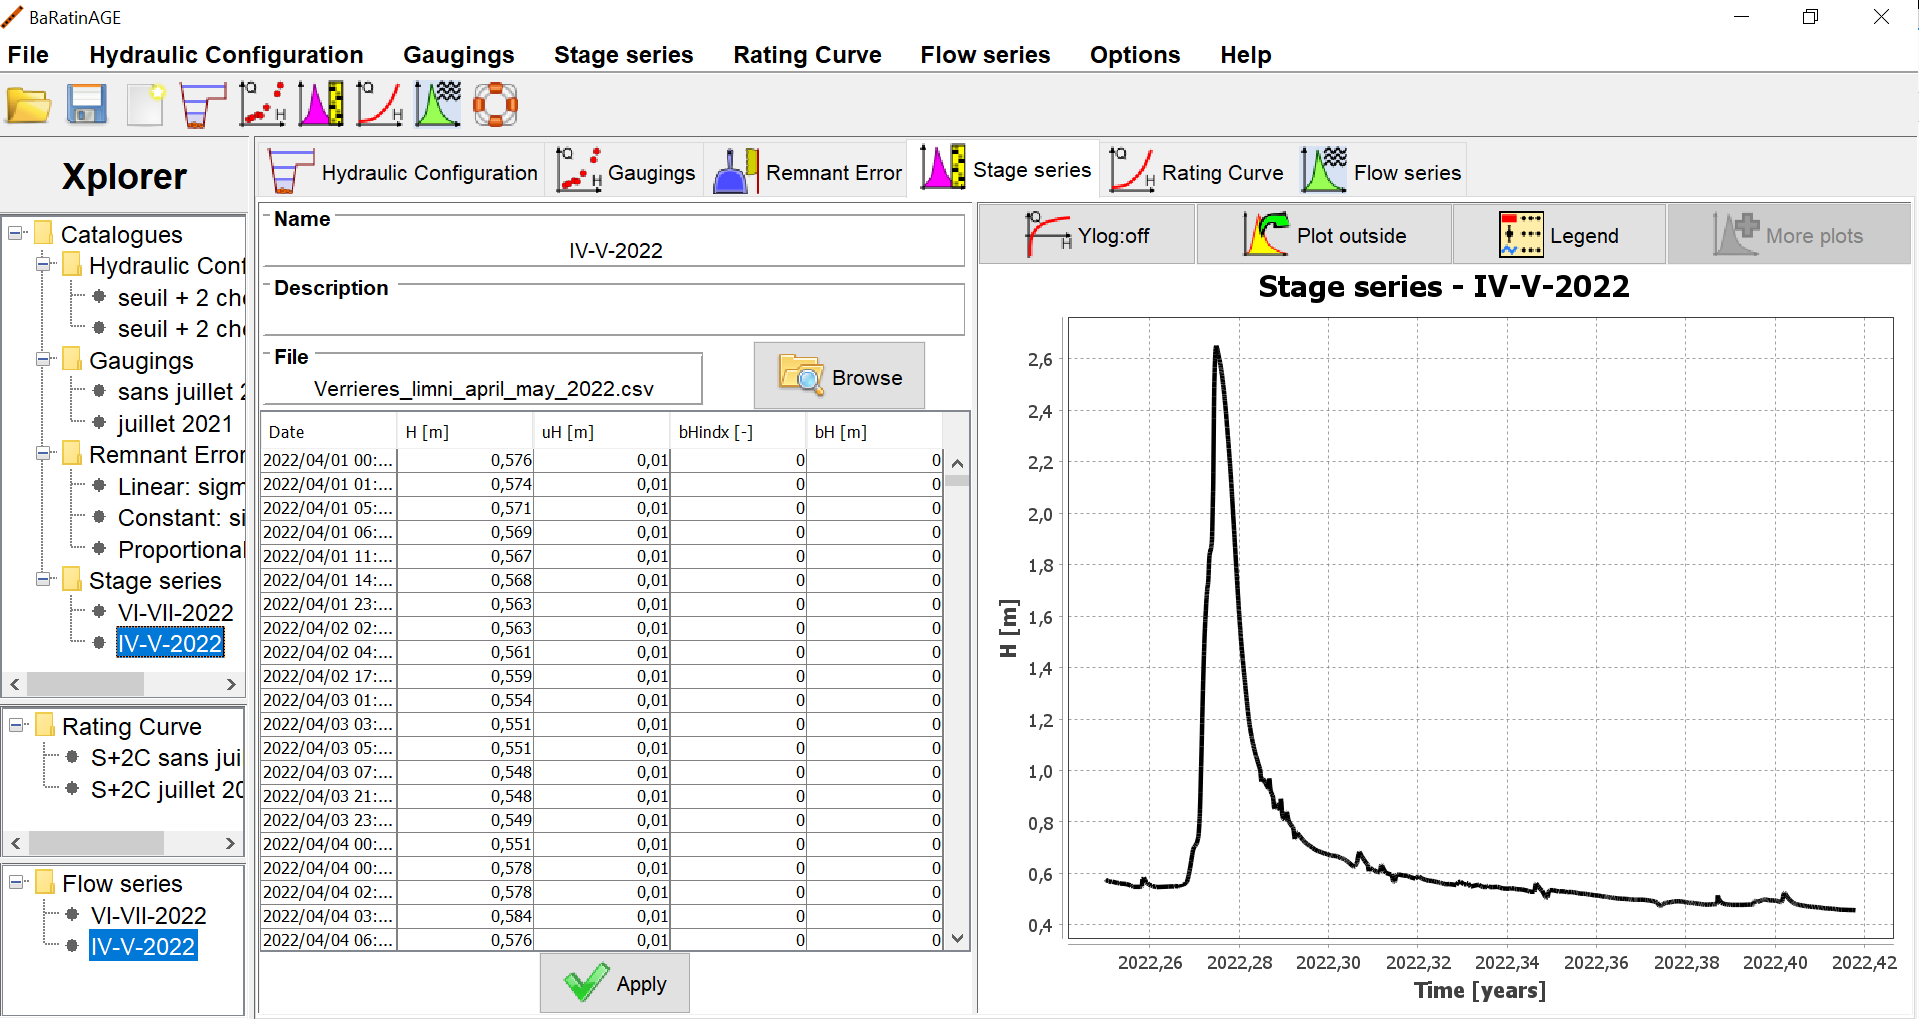 BaRatinAGE
File Hydraulic Configuration Gaugings Stage series Rating Curve Flow series Options Help
Xplorer
Catalogues
Hydraulic Conf
seuil + 2 che
seuil + 2 che
Gaugings
sans juillet 2
juillet 2021
Remnant Error
Linear: sigm
Constant: si
Proportional
Stage series
VI-VII-2022
IV-V-2022
Rating Curve
S+2C sans jui
S+2C juillet 20
Flow series
VI-VII-2022
IV-V-2022
Hydraulic Configuration Gaugings Remnant Error Stage series Rating Curve Flow series
Name
IV-V-2022
Description
File
Verrieres_limni_april_may_2022.csv
Browse
Date H [m] uH [m] bHindx [-] bH [m]
2022/04/01 00:... 0,576 0,01 0 0
2022/04/01 01:... 0,574 0,01 0 0
2022/04/01 05:... 0,571 0,01 0 0
2022/04/01 06:... 0,569 0,01 0 0
2022/04/01 11:... 0,567 0,01 0 0
2022/04/01 14:... 0,568 0,01 0 0
2022/04/01 23:... 0,563 0,01 0 0
2022/04/02 02:... 0,563 0,01 0 0
2022/04/02 04:... 0,561 0,01 0 0
2022/04/02 17:... 0,559 0,01 0 0
2022/04/03 01:... 0,554 0,01 0 0
2022/04/03 03:... 0,551 0,01 0 0
2022/04/03 05:... 0,551 0,01 0 0
2022/04/03 07:... 0,548 0,01 0 0
2022/04/03 21:... 0,548 0,01 0 0
2022/04/03 23:... 0,549 0,01 0 0
2022/04/04 00:... 0,551 0,01 0 0
2022/04/04 00:... 0,578 0,01 0 0
2022/04/04 02:... 0,578 0,01 0 0
2022/04/04 03:... 0,584 0,01 0 0
2022/04/04 06:... 0,576 0,01 0 0
Apply
Ylog:off Plot outside Legend More plots
Stage series - IV-V-2022
H [m]
2,6
2,4
2,2
2,0
1,8
1,6
1,4
1,2
1,0
0,8
0,6
0,4
2022,26 2022,28 2022,30 2022,32 2022,34 2022,36 2022,38 2022,40 2022,42
Time [years]